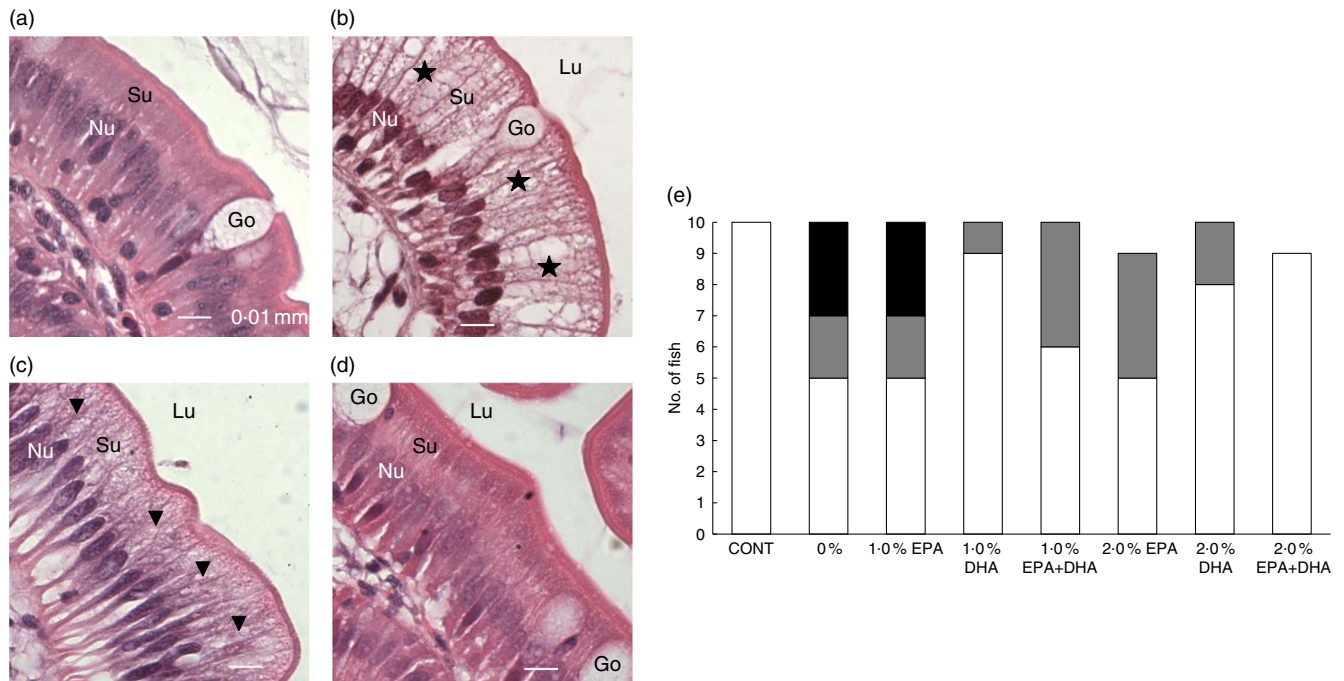 (a)
Su
Nu
Go
0·01 mm
(b)
Lu
Su
Nu
Go
(c)
Lu
Su
Nu
(d)
Go
Lu
Su
Nu
Go
(e)
No. of fish
10
9
8
7
6
5
4
3
2
1
0
CONT 0 % 1·0 % EPA 1·0 % 1·0 % 2·0 % EPA 2·0 % 2·0 %
DHA EPA+DHA DHA EPA+DHA